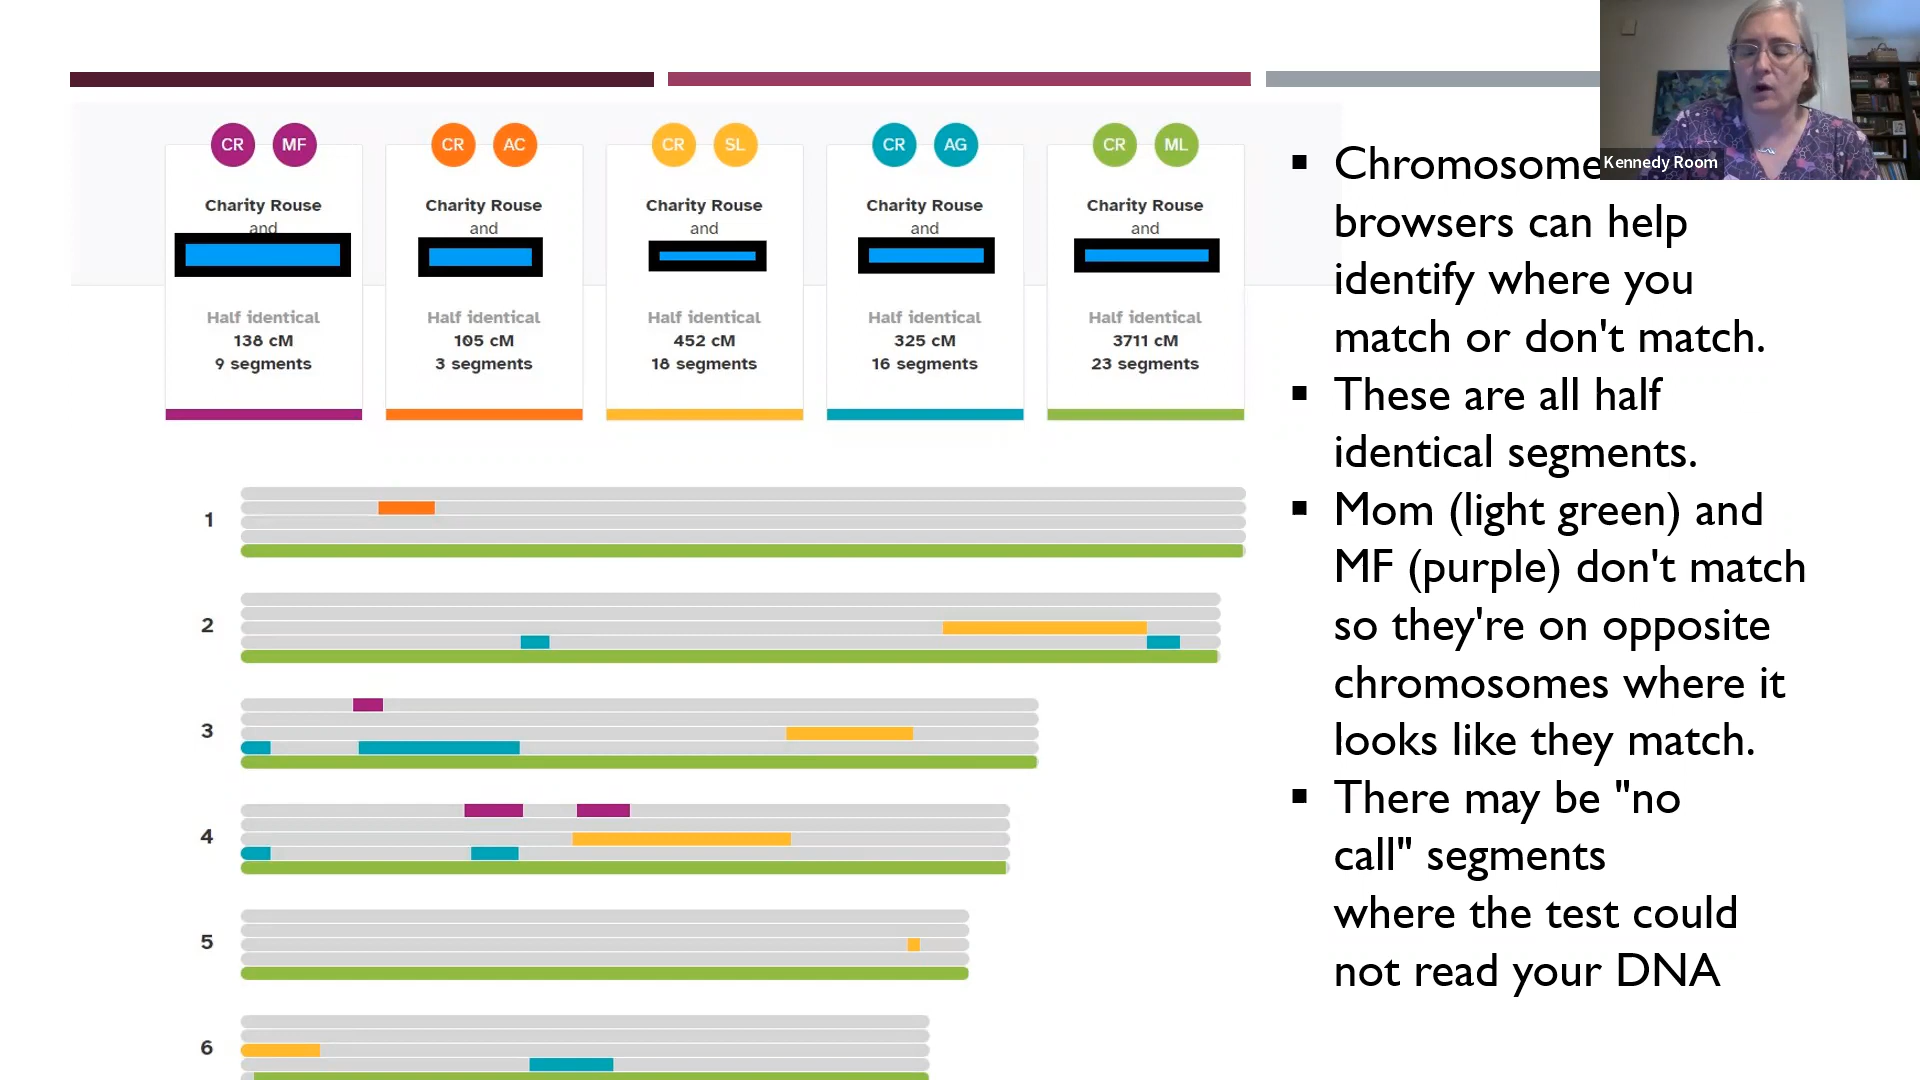 CR MF CR AC CR SL CR AG CR ML
Charity Rouse Charity Rouse Charity Rouse Charity Rouse Charity Rouse
and and and and and
Half identical Half identical Half identical Half identical Half identical
138 cM 105 cM 452 cM 325 cM 3711 cM
9 segments 3 segments 18 segments 16 segments 23 segments
1
2
3
4
5
6
Kennedy Room
▪ Chromosome
browsers can help
identify where you
match or don't match.
▪ These are all half
identical segments.
▪ Mom (light green) and
MF (purple) don't match
so they're on opposite
chromosomes where it
looks like they match.
▪ There may be "no
call" segments
where the test could
not read your DNA